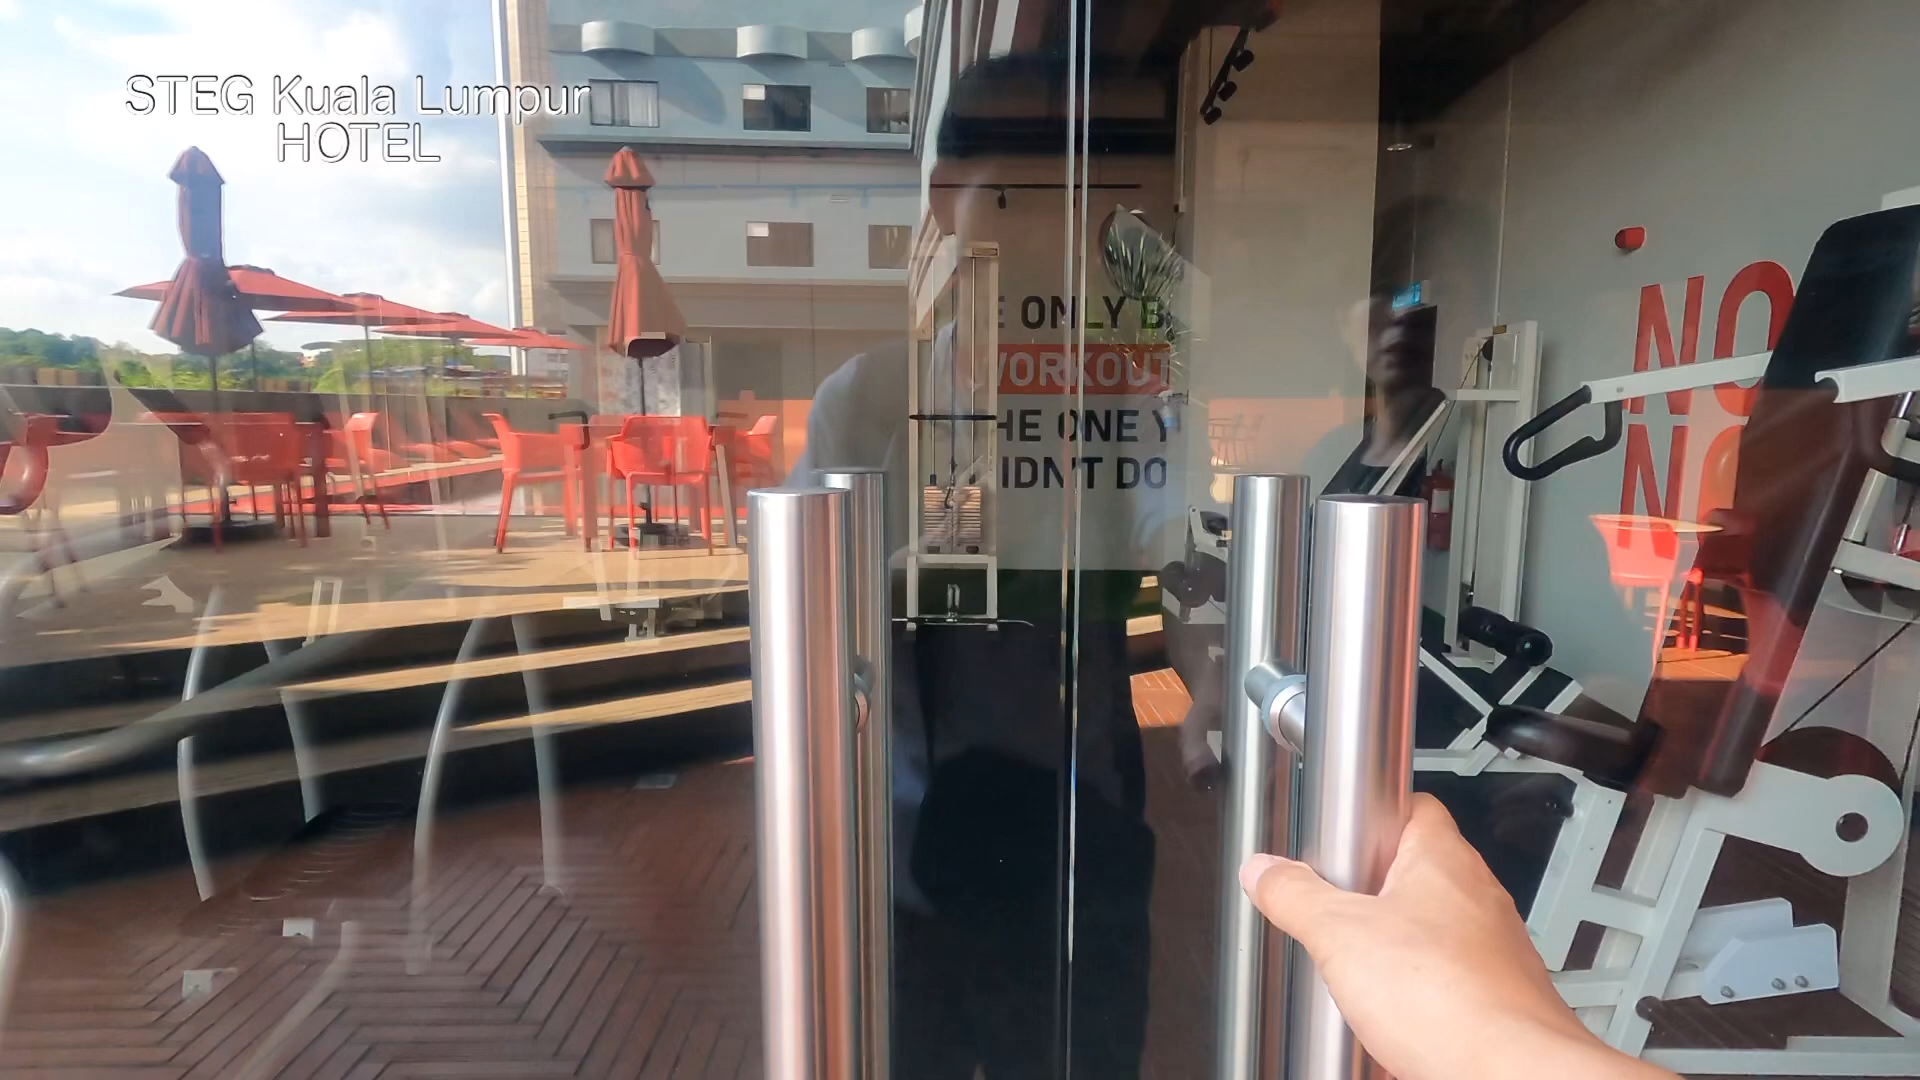 STEG Kuala Lumpur
HOTEL
E ONLY B
WORKOUT
HE ONE Y
IDN'T DO
NO
NO